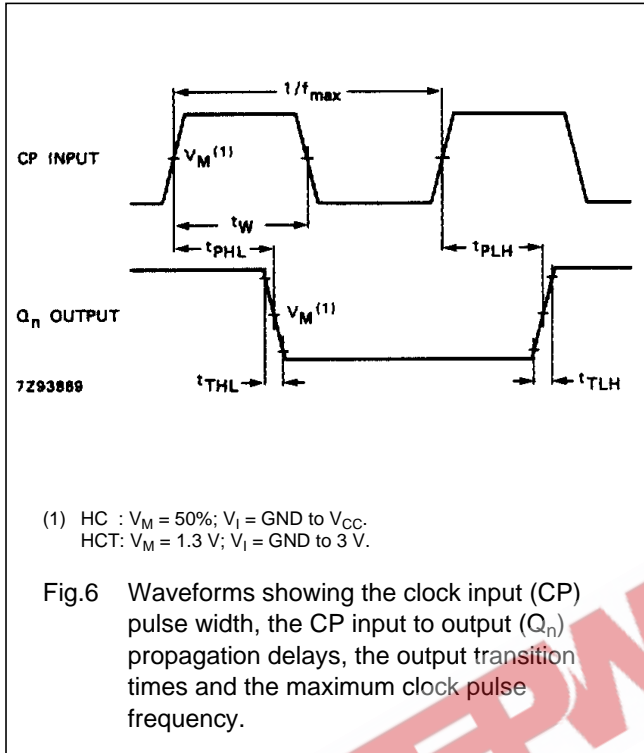 1/fmax
CP INPUT
VM(1)
tW
tPHL
tPLH
Qn OUTPUT
VM(1)
7Z93869
tTHL
tTLH
(1) HC : VM = 50%; VI = GND to VCC.
HCT: VM = 1.3 V; VI = GND to 3 V.
Fig.6 Waveforms showing the clock input (CP)
pulse width, the CP input to output (Qn)
propagation delays, the output transition
times and the maximum clock pulse
frequency.